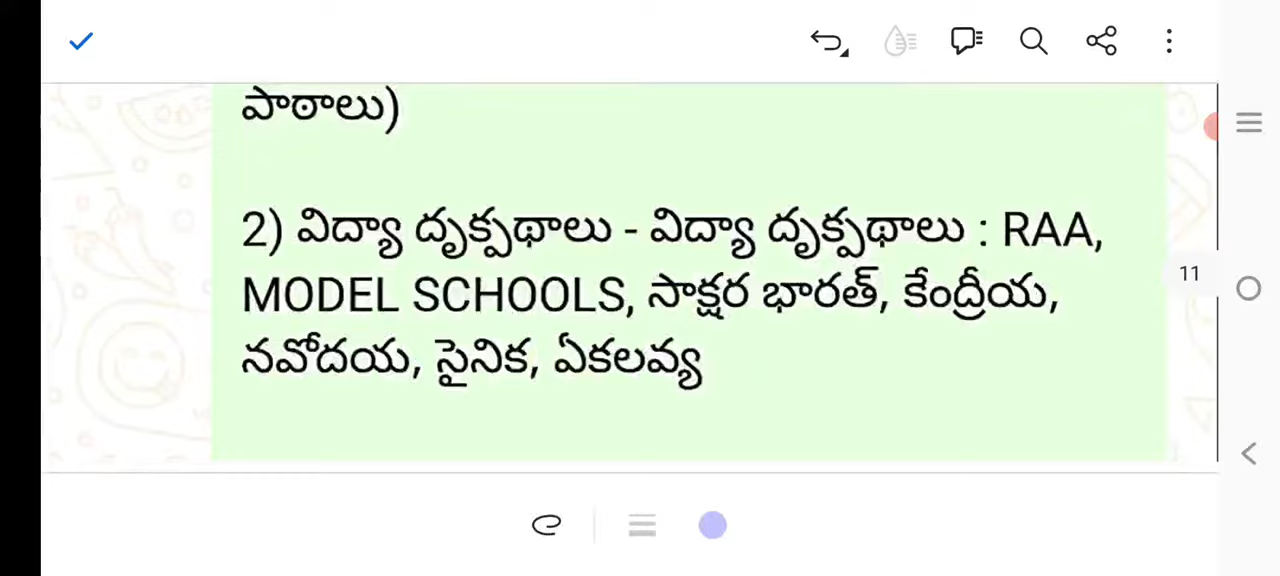 పాఠాలు)
2) విద్యా దృక్పథాలు - విద్యా దృక్పథాలు : RAA,
MODEL SCHOOLS, సాక్షర భారత్, కేంద్రీయ,
నవోదయ, సైనిక, ఏకలవ్య
11